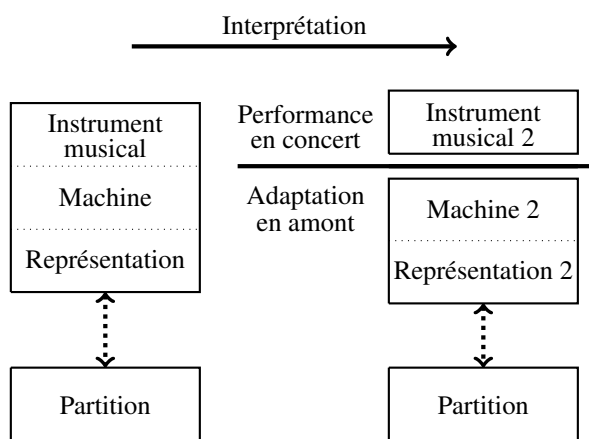 Interprétation
Instrument
musical
Machine
Représentation
Partition
Performance
en concert
Adaptation
en amont
Instrument
musical 2
Machine 2
Représentation 2
Partition